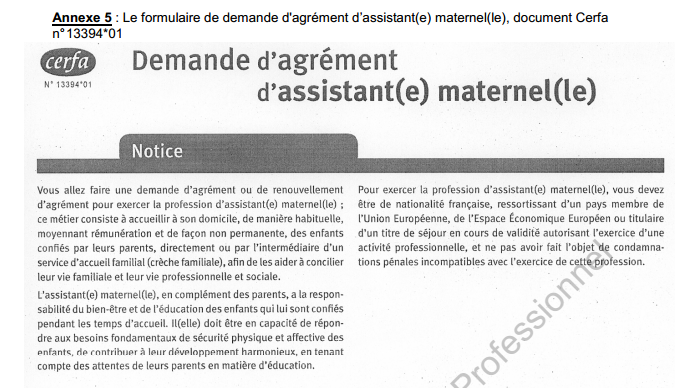 Annexe 5 : Le formulaire de demande d'agrément d'assistant(e) maternel(le), document Cerfa
n°13394*01
cerfa
N° 13394*01
Demande d'agrément
d'assistant(e) maternel(le)
Notice
Vous allez faire une demande d'agrément ou de renouvellement
d'agrément pour exercer la profession d'assistant(e) maternel(le) ;
ce métier consiste à accueillir à son domicile, de manière habituelle,
moyennant rémunération et de façon non permanente, des enfants
confiés par leurs parents, directement ou par l'intermédiaire d'un
service d'accueil familial (crèche familiale), afin de les aider à concilier
leur vie familiale et leur vie professionnelle et sociale.
L'assistant(e) maternel(le), en complément des parents, a la respon-
sabilité du bien-être et de l'éducation des enfants qui lui sont confiés
pendant les temps d'accueil. Il(elle) doit être en capacité de répon-
dre aux besoins fondamentaux de sécurité physique et affective des
enfants, de contribuer à leur développement harmonieux, en tenant
compte des attentes de leurs parents en matière d'éducation.
Pour exercer la profession d'assistant(e) maternel(le), vous devez
être de nationalité française, ressortissant d'un pays membre de
l'Union Européenne, de l'Espace Économique Européen ou titulaire
d'un titre de séjour en cours de validité autorisant l'exercice d'une
activité professionnelle, et ne pas avoir fait l'objet de condamna-
tions pénales incompatibles avec l'exercice de cette profession.
Professionnel